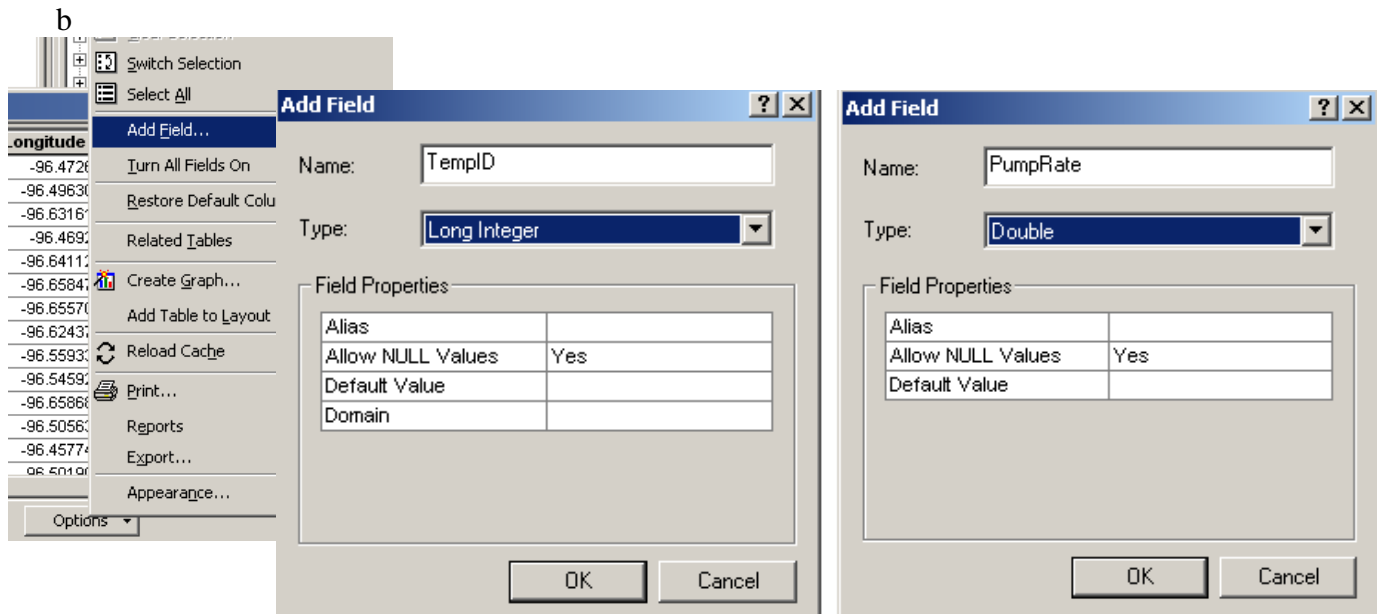 b
Switch Selection
Select All
Add Field...
Turn All Fields On
Restore Default Colu
Related Tables
Create Graph...
Add Table to Layout
Reload Cache
Print...
Reports
Export...
Appearance...
Options
Longitude
-96.4726
-96.49630
-96.6316
-96.4692
-96.64112
-96.65847
-96.65570
-96.62437
-96.55933
-96.54592
-96.65868
-96.50563
-96.45774
-96.50190
Add Field
Name: TempID
Type: Long Integer
Field Properties
Alias
Allow NULL Values Yes
Default Value
Domain
OK Cancel
Add Field
Name: PumpRate
Type: Double
Field Properties
Alias
Allow NULL Values Yes
Default Value
OK Cancel